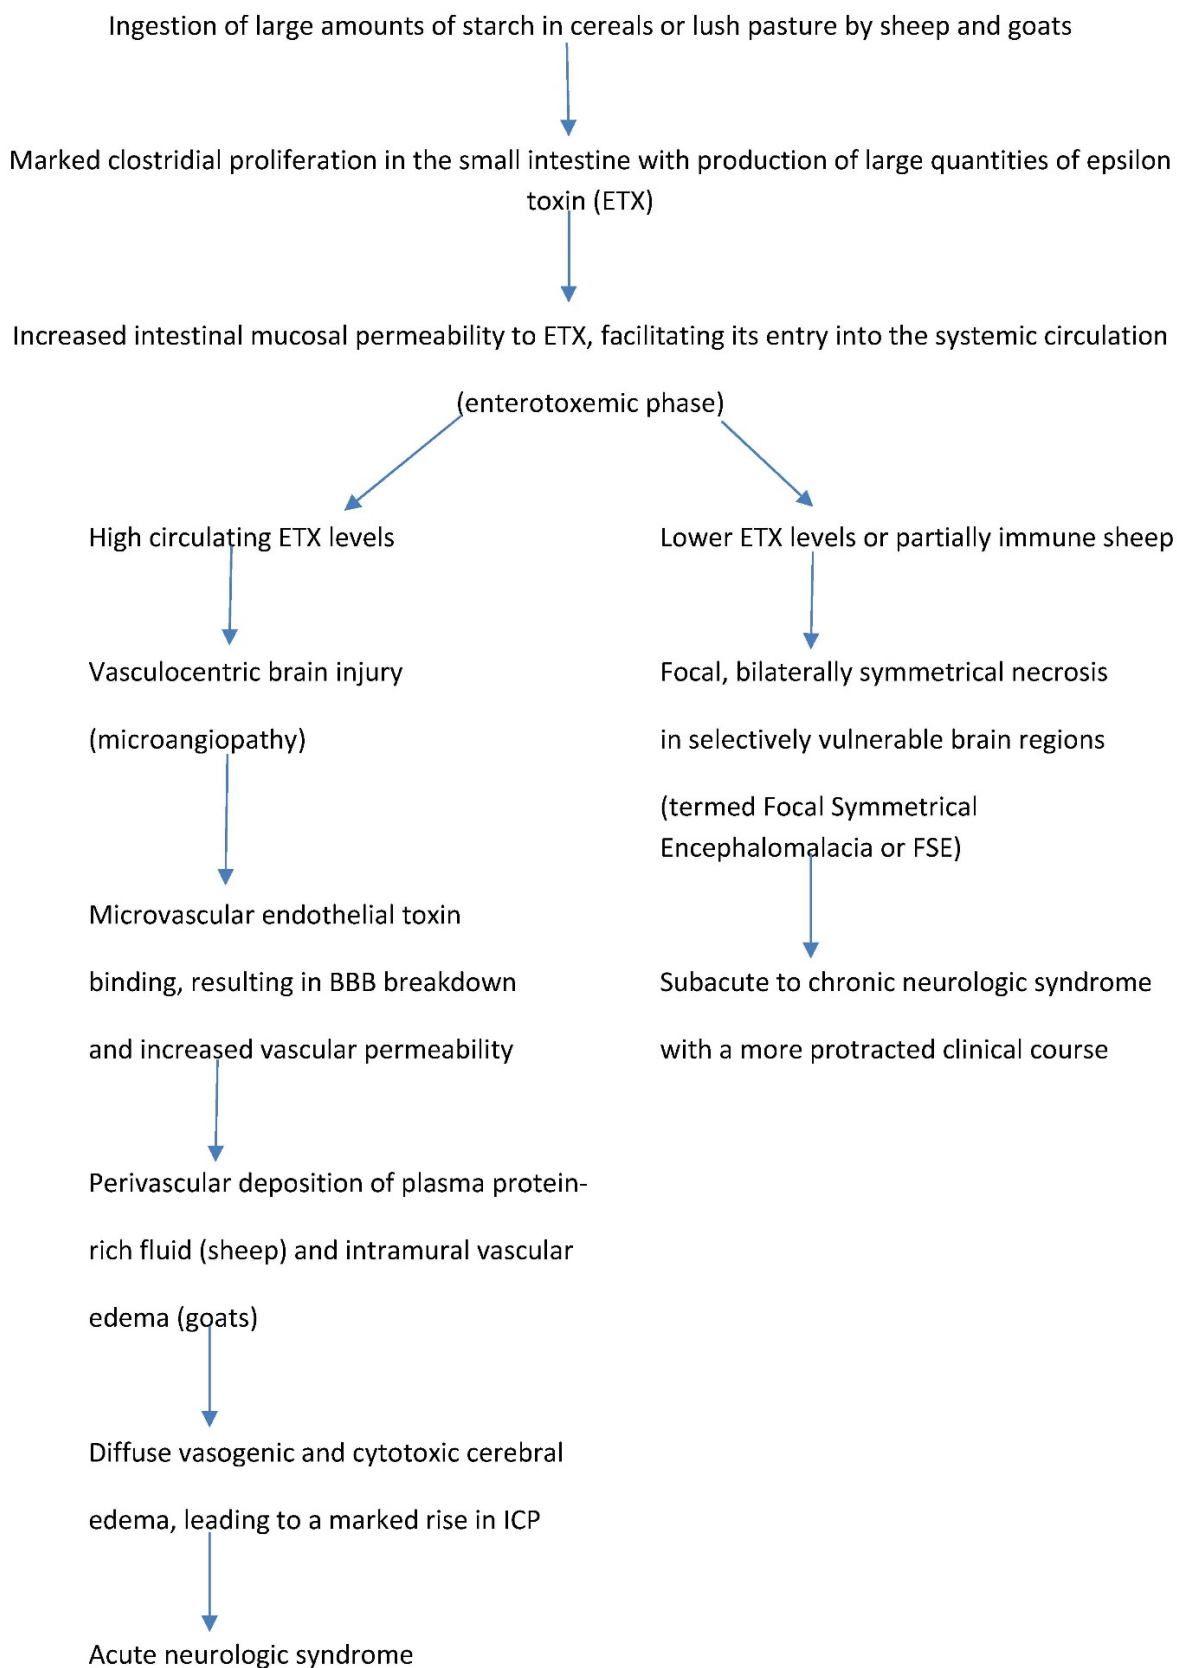 Ingestion of large amounts of starch in cereals or lush pasture by sheep and goats
Marked clostridial proliferation in the small intestine with production of large quantities of epsilon
toxin (ETX)
Increased intestinal mucosal permeability to ETX, facilitating its entry into the systemic circulation
(enterotoxemic phase)
High circulating ETX levels
Vasculocentric brain injury
(microangiopathy)
Microvascular endothelial toxin
binding, resulting in BBB breakdown
and increased vascular permeability
Perivascular deposition of plasma protein-
rich fluid (sheep) and intramural vascular
edema (goats)
Diffuse vasogenic and cytotoxic cerebral
edema, leading to a marked rise in ICP
Acute neurologic syndrome
Lower ETX levels or partially immune sheep
Focal, bilaterally symmetrical necrosis
in selectively vulnerable brain regions
(termed Focal Symmetrical
Encephalomalacia or FSE)
Subacute to chronic neurologic syndrome
with a more protracted clinical course